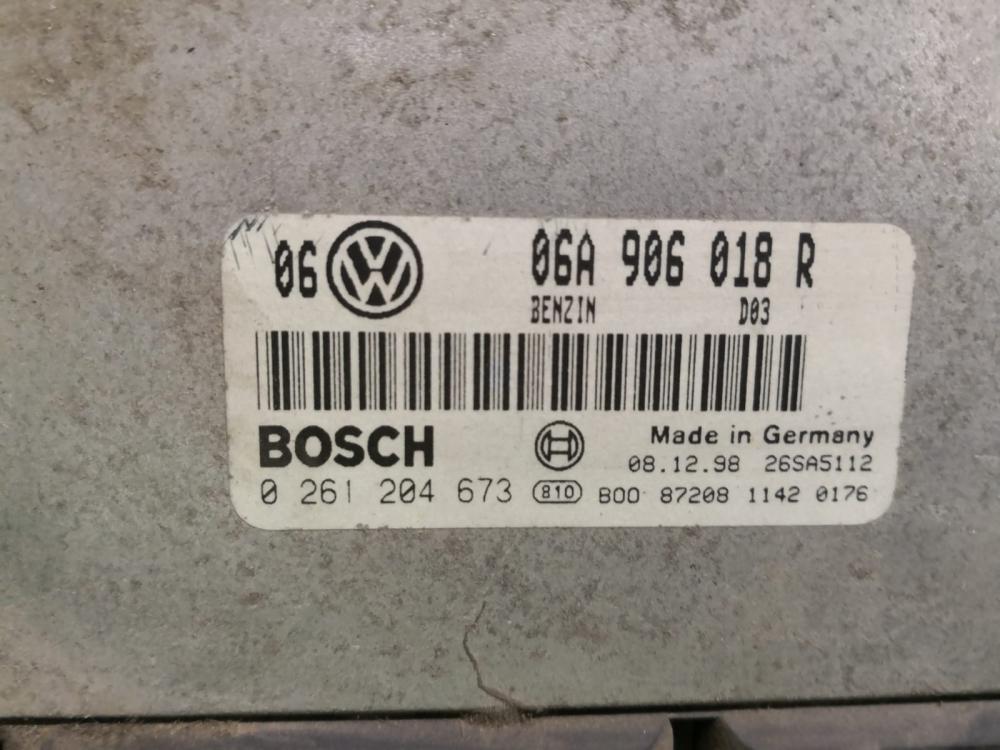 06 06A 906 018 R
BENZIN D03
BOSCH
Made in Germany
08.12.98 26SA5112
0 261 204 673 810 B00 87208 1142 0176